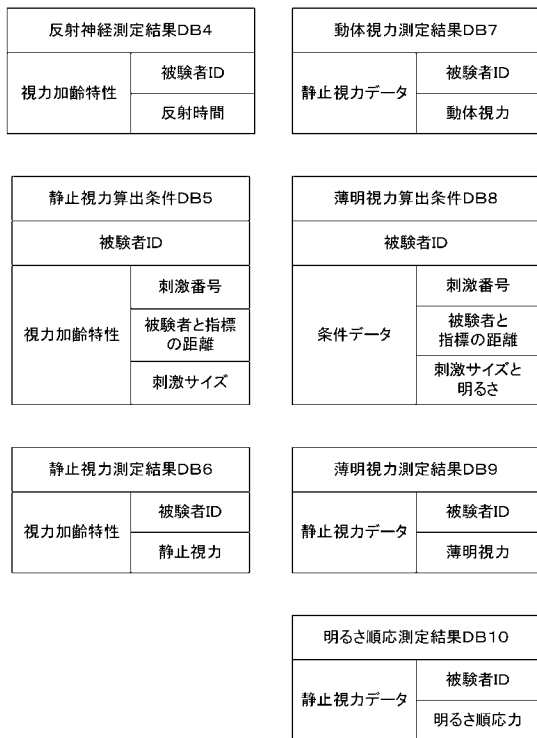 反射神経測定結果DB4
視力加齢特性
被験者ID
反射時間
動体視力測定結果DB7
静止視力データ
被験者ID
動体視力
静止視力算出条件DB5
被験者ID
視力加齢特性
刺激番号
被験者と指標
の距離
刺激サイズ
薄明視力算出条件DB8
被験者ID
条件データ
刺激番号
被験者と
指標の距離
刺激サイズと
明るさ
静止視力測定結果DB6
視力加齢特性
被験者ID
静止視力
薄明視力測定結果DB9
静止視力データ
被験者ID
薄明視力
明るさ順応測定結果DB10
静止視力データ
被験者ID
明るさ順応力